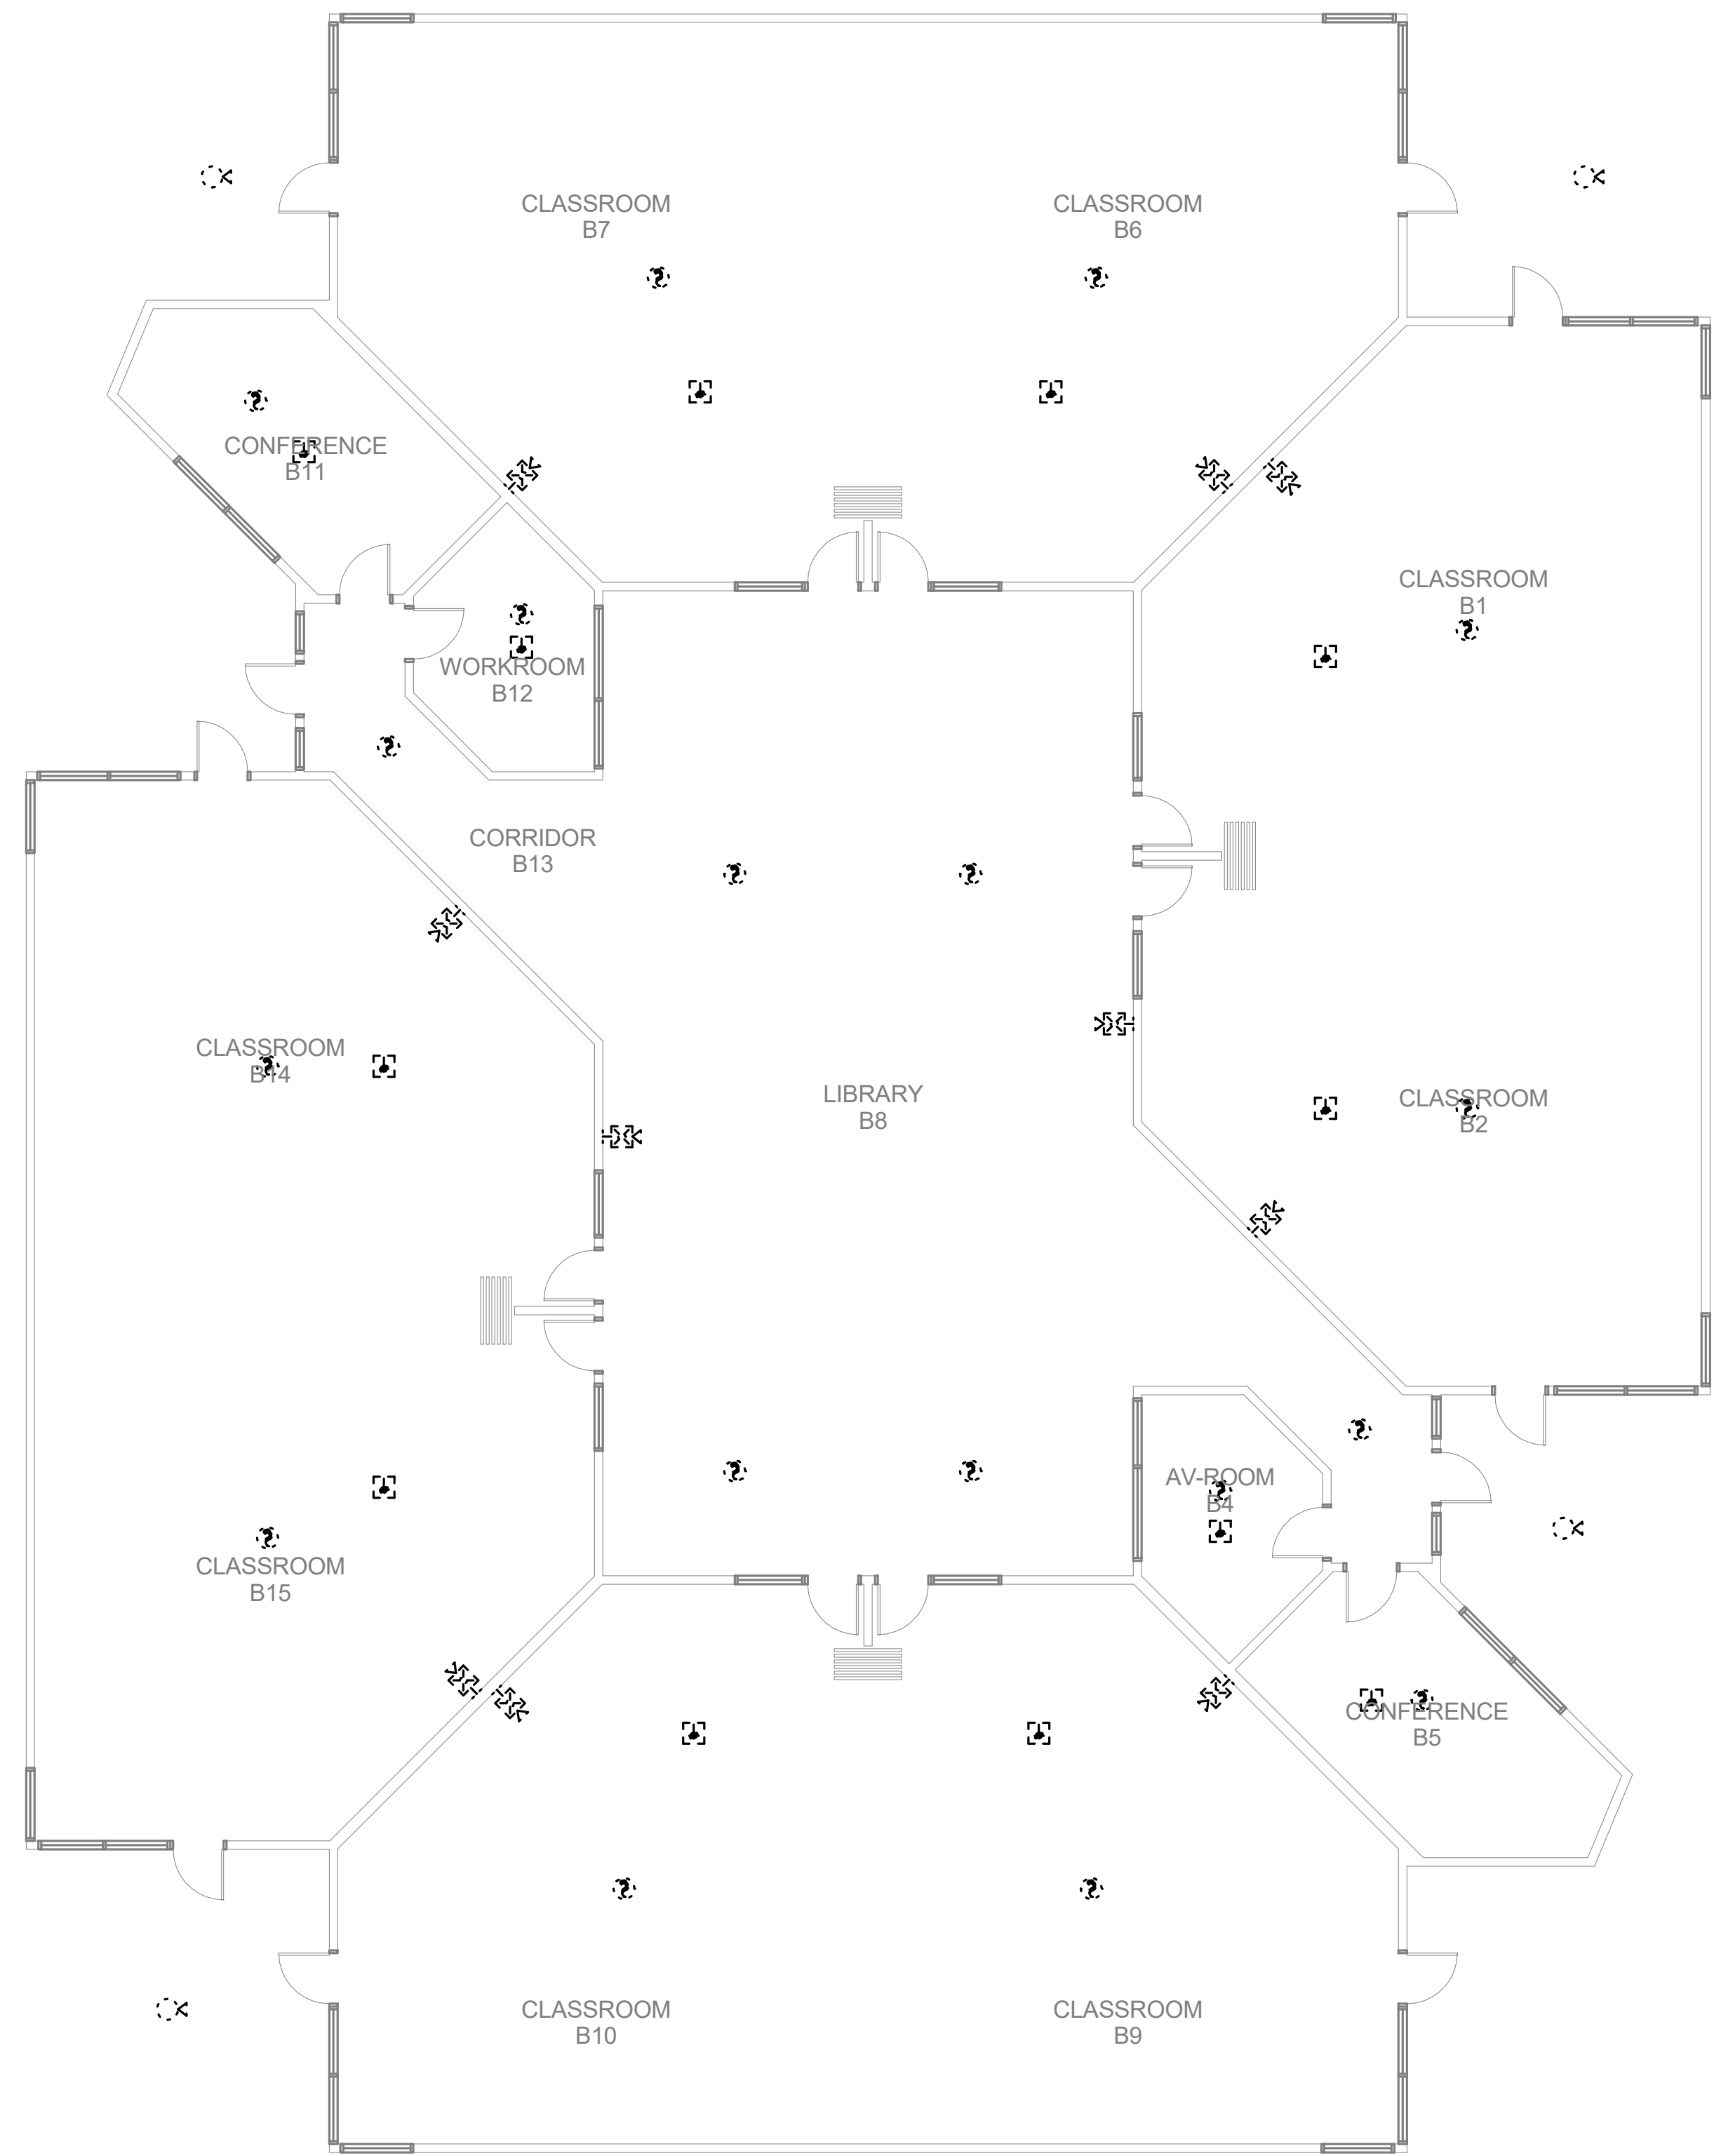 CLASSROOM
B7
CLASSROOM
B6
CONFERENCE
B11
CLASSROOM
B1
WORKROOM
B12
CORRIDOR
B13
CLASSROOM
B14
LIBRARY
B8
CLASSROOM
B2
AV-ROOM
B4
CLASSROOM
B15
CONFERENCE
B5
CLASSROOM
B10
CLASSROOM
B9